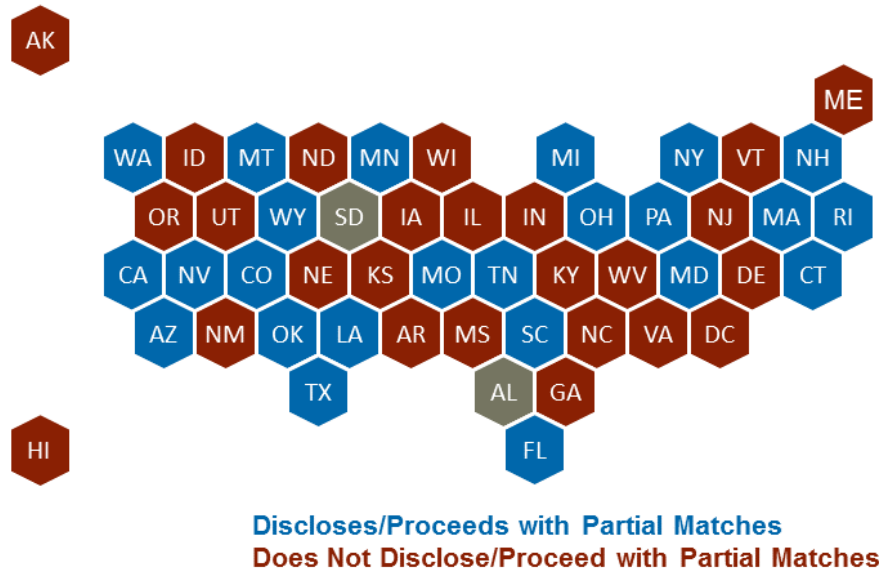 AK
ME
WA ID MT ND MN WI MI NY VT NH
OR UT WY SD IA IL IN OH PA NJ MA RI
CA NV CO NE KS MO TN KY WV MD DE CT
AZ NM OK LA AR MS SC NC VA DC
TX AL GA
HI FL
Discloses/Proceeds with Partial Matches
Does Not Disclose/Proceed with Partial Matches